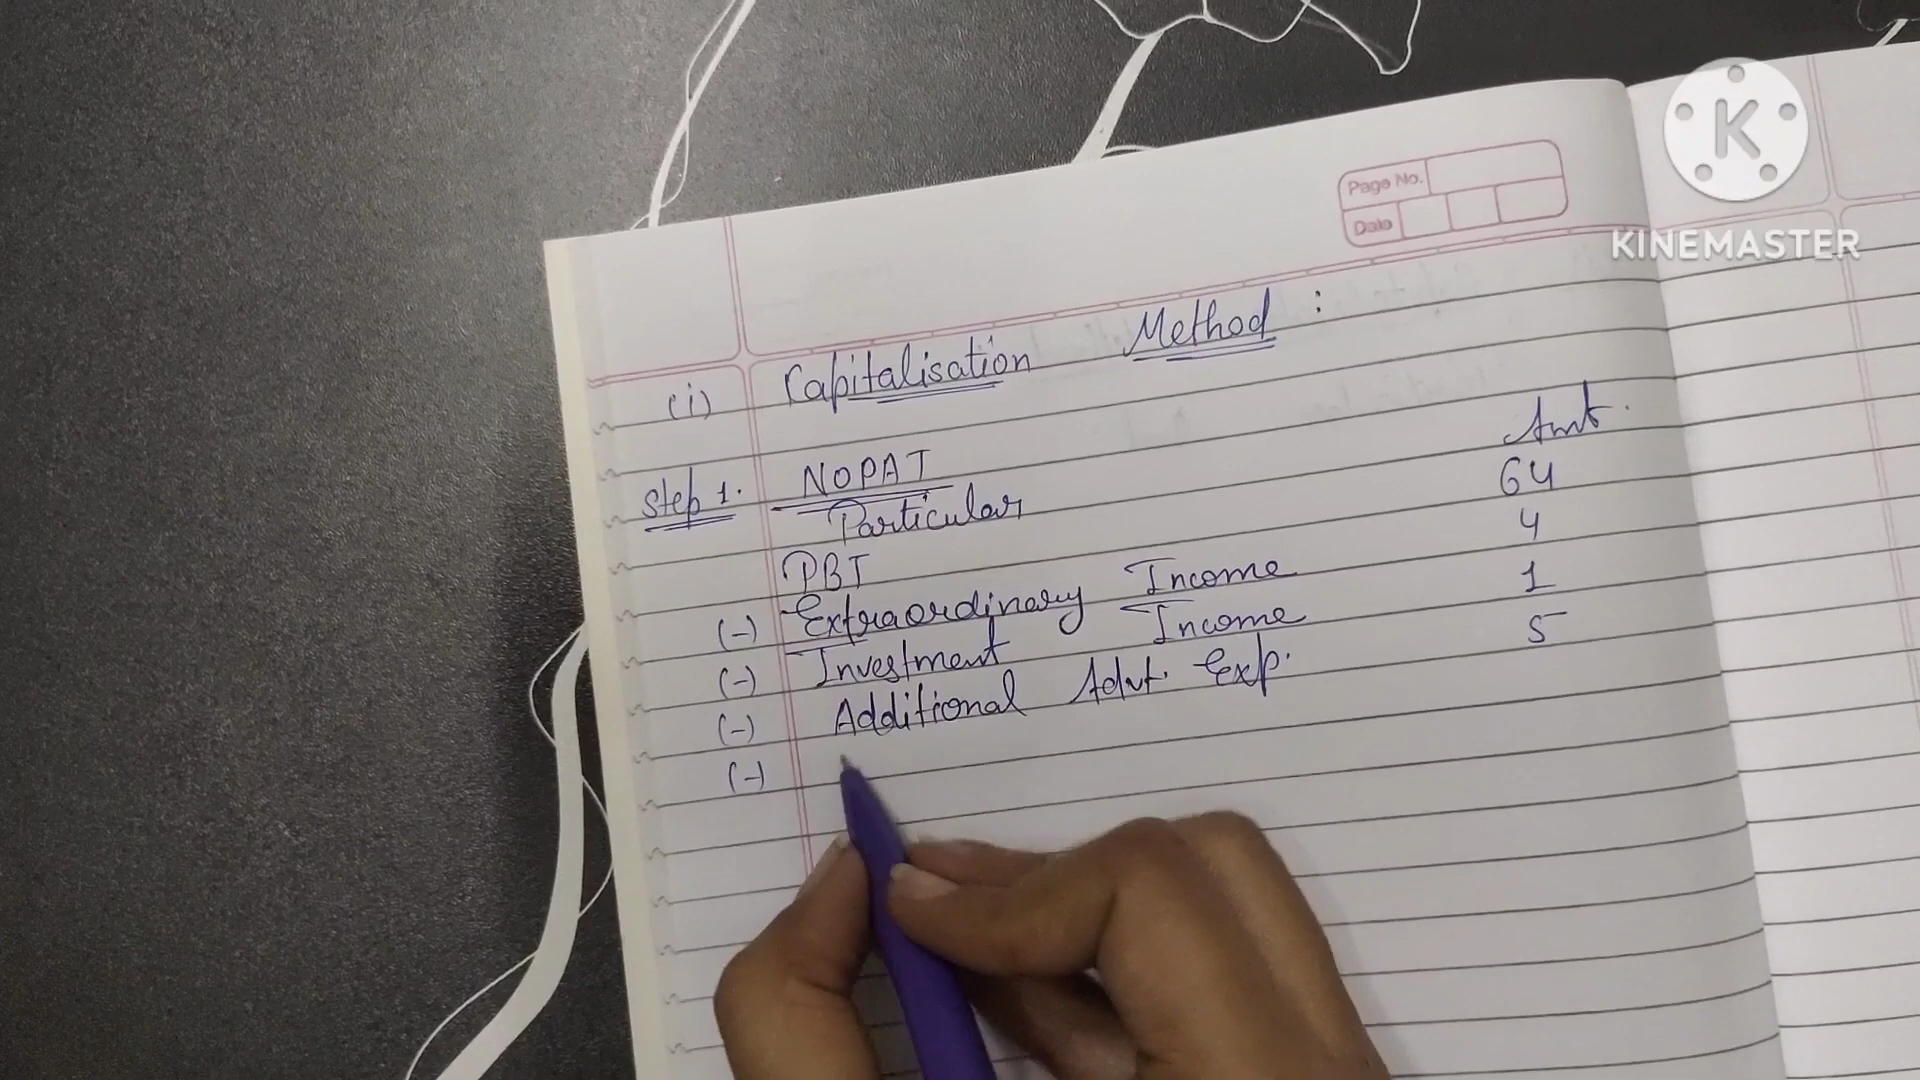 K
KINEMASTER
Page No.
Date
(i) Capitalisation Method :
Amt.
Step 1. NOPAT
Particular
PBT 64
(-) Extraordinary Income 4
(-) Investment Income 1
(-) Additional Advt. Exp. 5
(-)